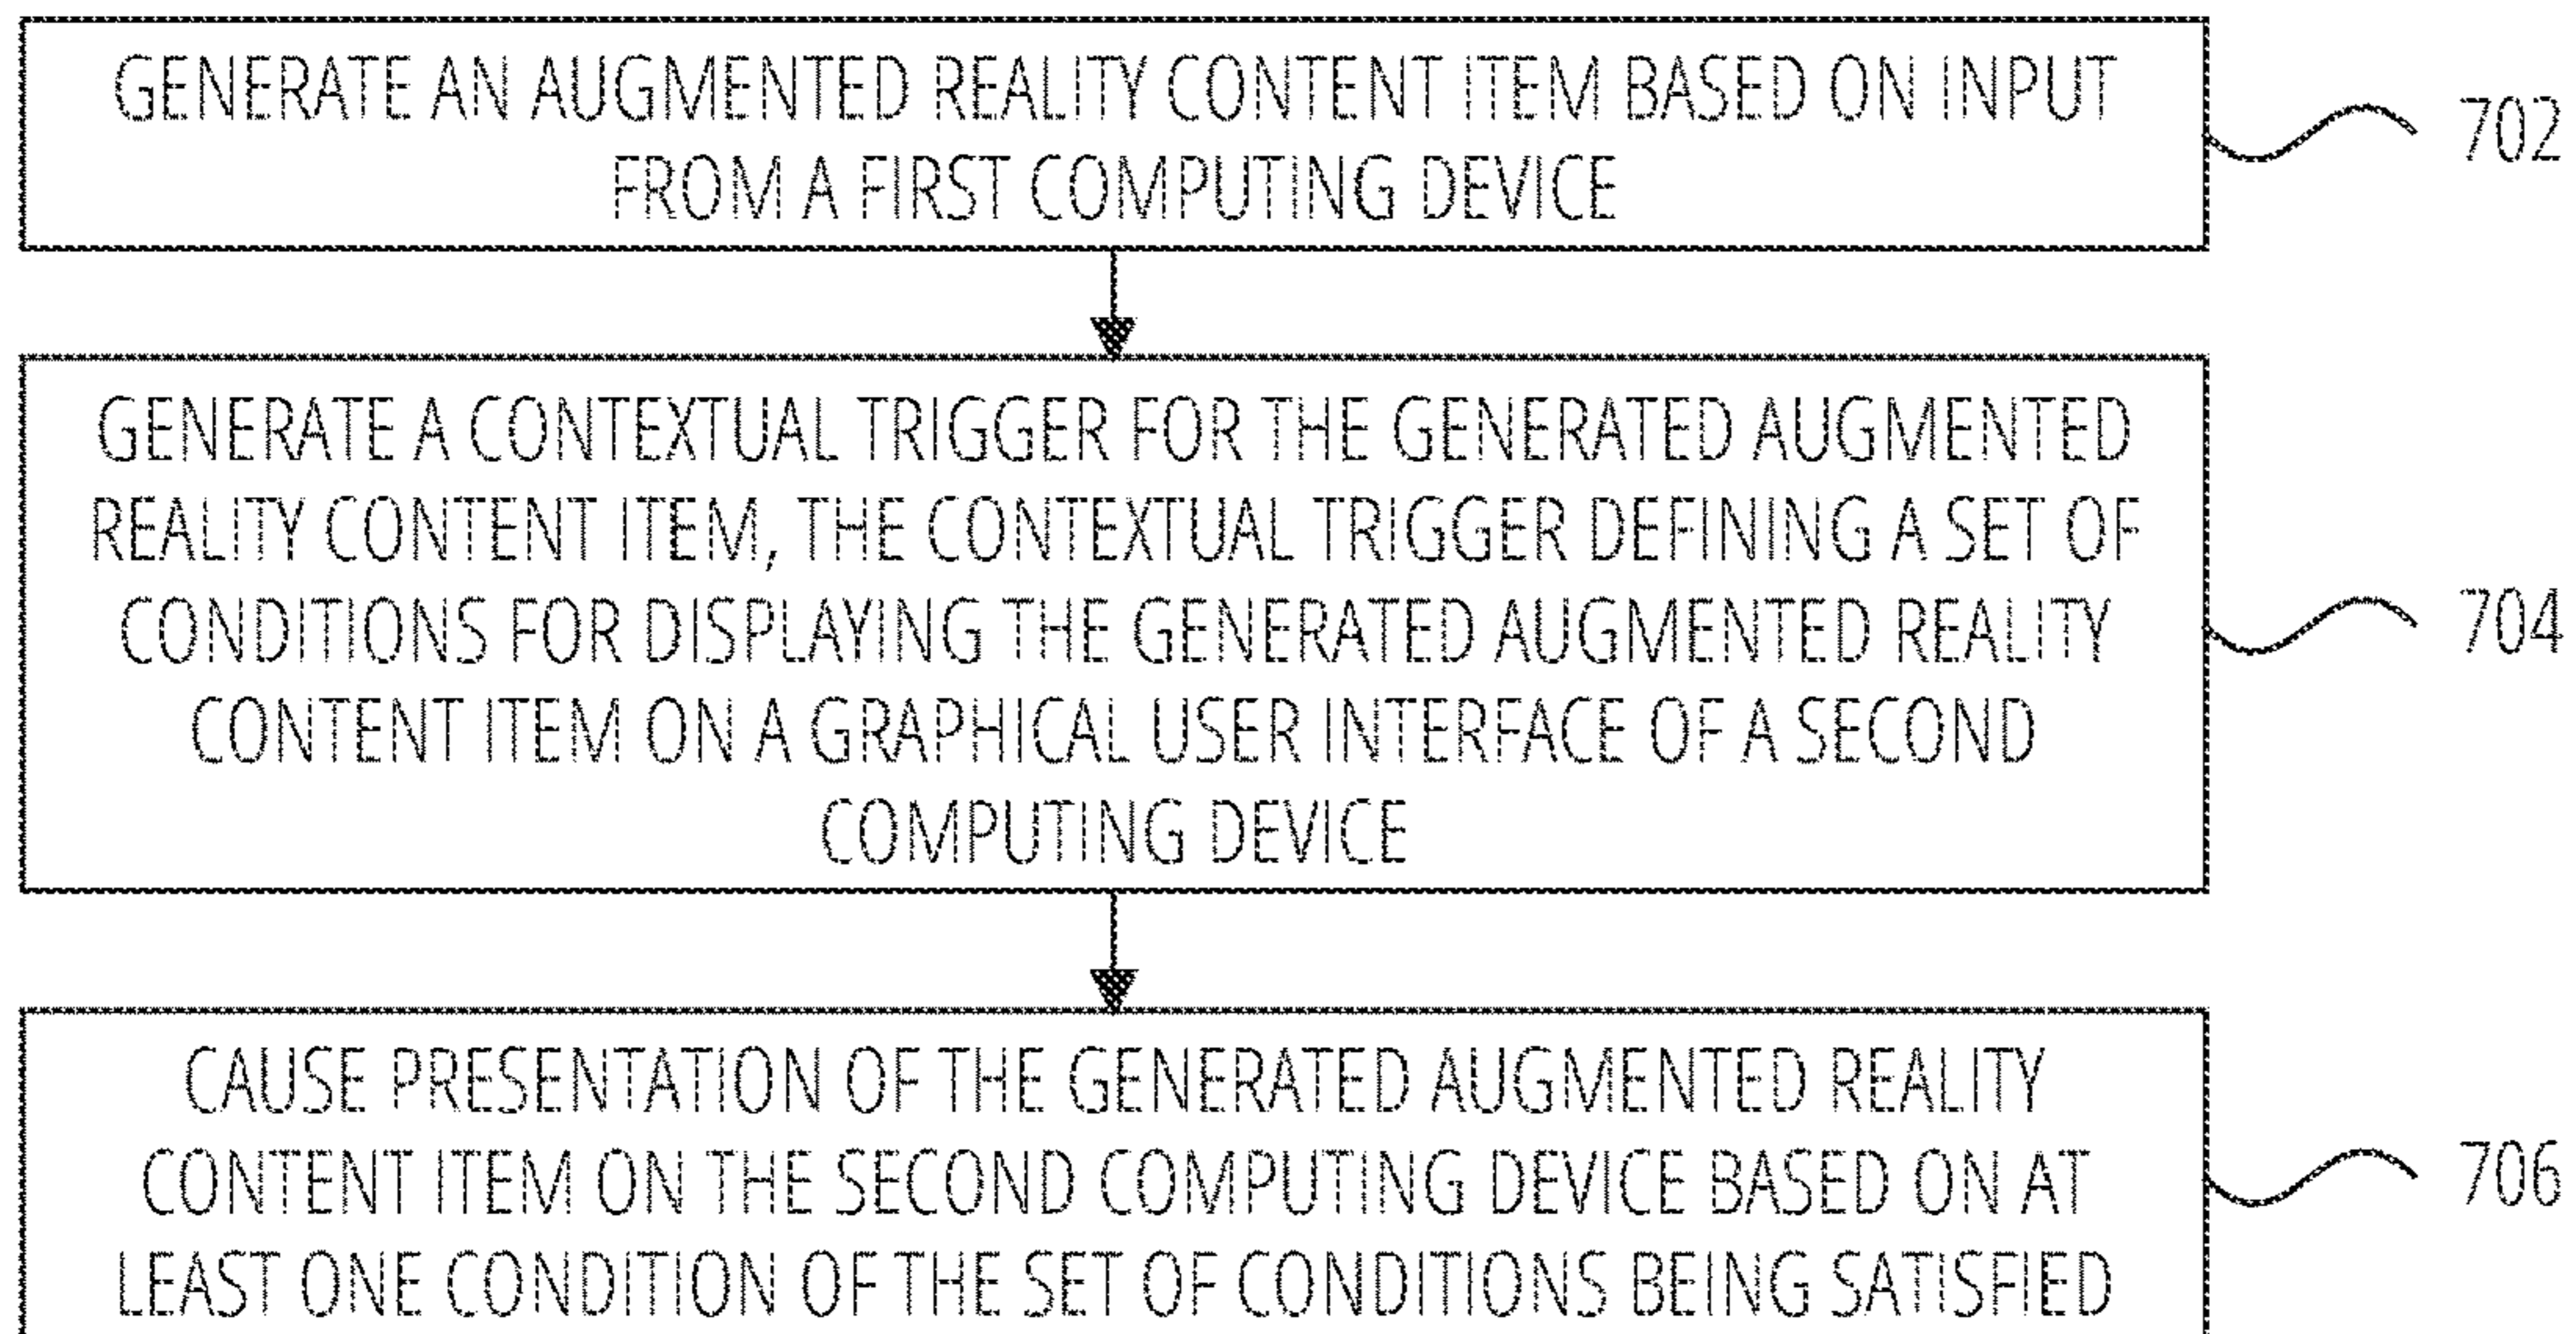 GENERATE AN AUGMENTED REALITY CONTENT ITEM BASED ON INPUT
FROM A FIRST COMPUTING DEVICE
702
GENERATE A CONTEXTUAL TRIGGER FOR THE GENERATED AUGMENTED
REALITY CONTENT ITEM, THE CONTEXTUAL TRIGGER DEFINING A SET OF
CONDITIONS FOR DISPLAYING THE GENERATED AUGMENTED REALITY
CONTENT ITEM ON A GRAPHICAL USER INTERFACE OF A SECOND
COMPUTING DEVICE
704
CAUSE PRESENTATION OF THE GENERATED AUGMENTED REALITY
CONTENT ITEM ON THE SECOND COMPUTING DEVICE BASED ON AT
LEAST ONE CONDITION OF THE SET OF CONDITIONS BEING SATISFIED
706